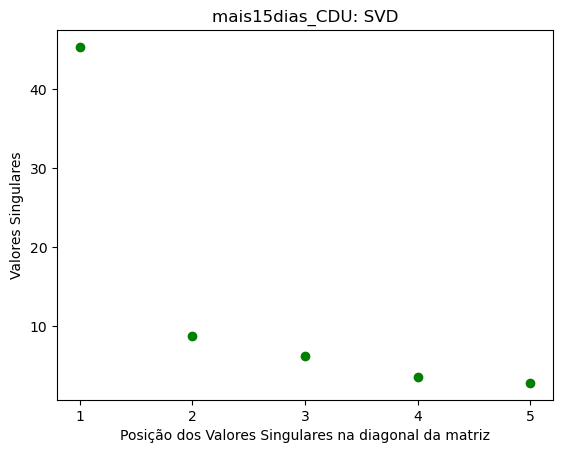 mais15dias_CDU: SVD
Valores Singulares
40
30
20
10
1 2 3 4 5
Posição dos Valores Singulares na diagonal da matriz